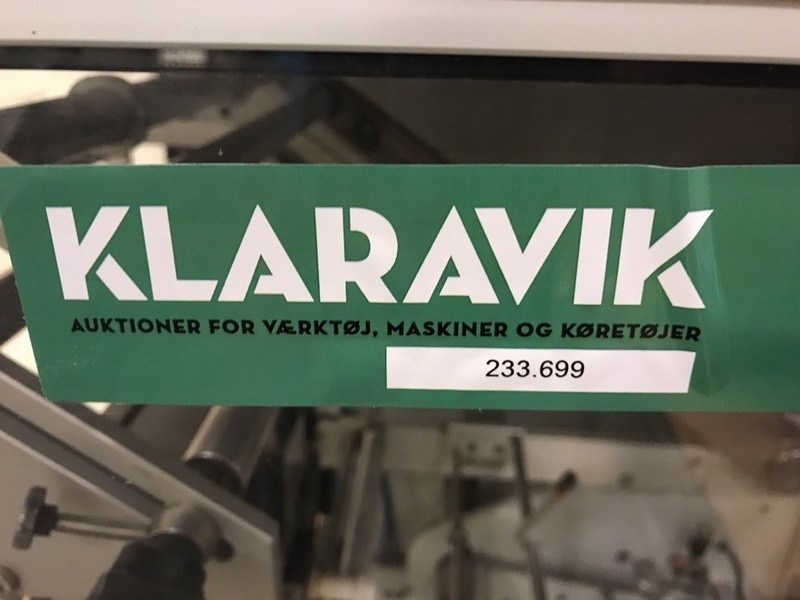 KLARAVIK
AUKTIONER FOR VÆRKTØJ, MASKINER OG KØRETØJER
233.699